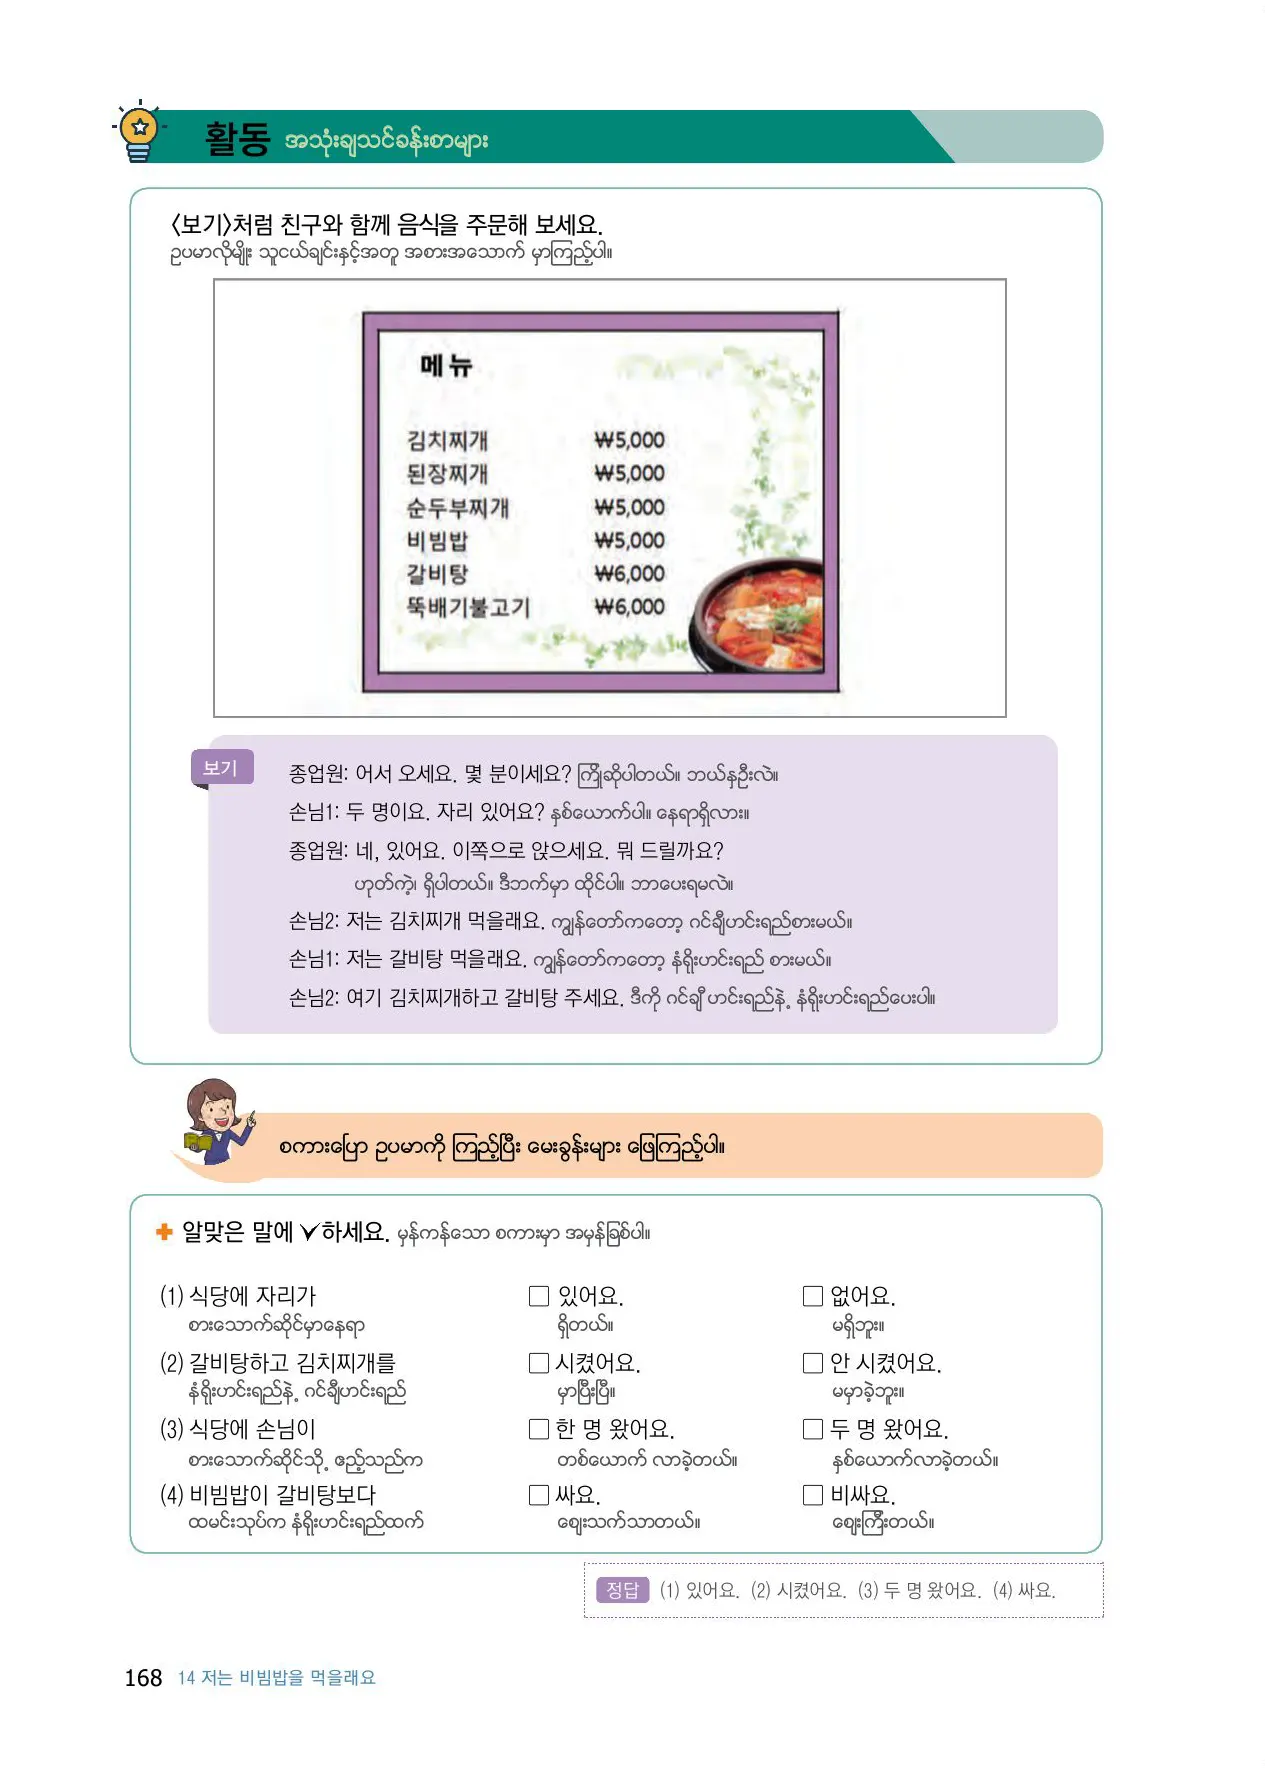 활동 အသုံးချသင်ခန်းစာများ
<보기>처럼 친구와 함께 음식을 주문해 보세요.
ဥပမာလိုမျိုး သူငယ်ချင်းနှင့်အတူ အစားအသောက် မှာကြည့်ပါ။
메뉴
김치찌개 ₩5,000
된장찌개 ₩5,000
순두부찌개 ₩5,000
비빔밥 ₩5,000
갈비탕 ₩6,000
뚝배기불고기 ₩6,000
보기
종업원: 어서 오세요. 몇 분이세요? ကြိုဆိုပါတယ်။ ဘယ်နှဦးလဲ။
손님1: 두 명이요. 자리 있어요? နှစ်ယောက်ပါ။ နေရာရှိလား။
종업원: 네, 있어요. 이쪽으로 앉으세요. 뭐 드릴까요?
ဟုတ်ကဲ့၊ ရှိပါတယ်။ ဒီဘက်မှာ ထိုင်ပါ။ ဘာပေးရမလဲ။
손님2: 저는 김치찌개 먹을래요. ကျွန်တော်ကတော့ ဂင်ချီဟင်းရည်စားမယ်။
손님1: 저는 갈비탕 먹을래요. ကျွန်တော်ကတော့ နံရိုးဟင်းရည် စားမယ်။
손님2: 여기 김치찌개하고 갈비탕 주세요. ဒီကို ဂင်ချီ ဟင်းရည်နဲ့ နံရိုးဟင်းရည်ပေးပါ။
စကားပြော ဥပမာကို ကြည့်ပြီး မေးခွန်းများ ဖြေကြည့်ပါ။
✚ 알맞은 말에 ✓하세요. မှန်ကန်သော စကားမှာ အမှန်ခြစ်ပါ။
(1) 식당에 자리가 □ 있어요. □ 없어요.
စားသောက်ဆိုင်မှာနေရာ ရှိတယ်။ မရှိဘူး။
(2) 갈비탕하고 김치찌개를 □ 시켰어요. □ 안 시켰어요.
နံရိုးဟင်းရည်နဲ့ ဂင်ချီဟင်းရည် မှာပြီးပြီ။ မမှာခဲ့ဘူး။
(3) 식당에 손님이 □ 한 명 왔어요. □ 두 명 왔어요.
စားသောက်ဆိုင်သို့ ဧည့်သည်က တစ်ယောက် လာခဲ့တယ်။ နှစ်ယောက်လာခဲ့တယ်။
(4) 비빔밥이 갈비탕보다 □ 싸요. □ 비싸요.
ထမင်းသုပ်က နံရိုးဟင်းရည်ထက် ဈေးသက်သာတယ်။ ဈေးကြီးတယ်။
정답 (1) 있어요. (2) 시켰어요. (3) 두 명 왔어요. (4) 싸요.
168 14 저는 비빔밥을 먹을래요